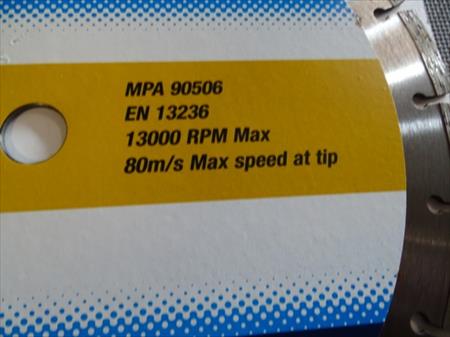 MPA 90506
EN 13236
13000 RPM Max
80m/s Max speed at tip